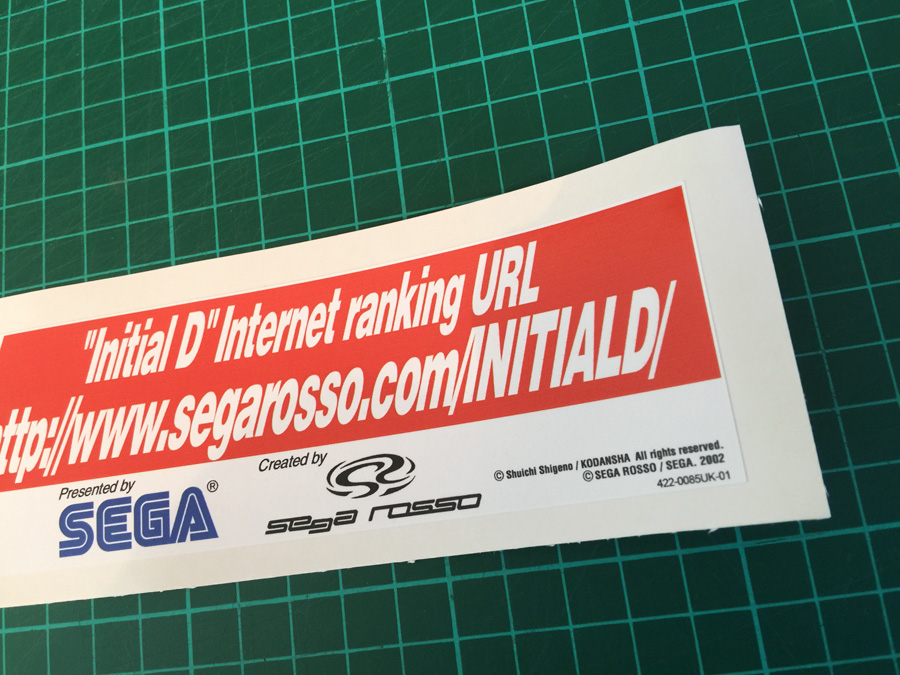 "Initial D" Internet ranking URL
http://www.segarosso.com/INITIALD/
Presented by
SEGA®
Created by
sega rosso
© Shuichi Shigeno / KODANSHA All rights reserved.
© SEGA ROSSO / SEGA. 2002
422-0085UK-01